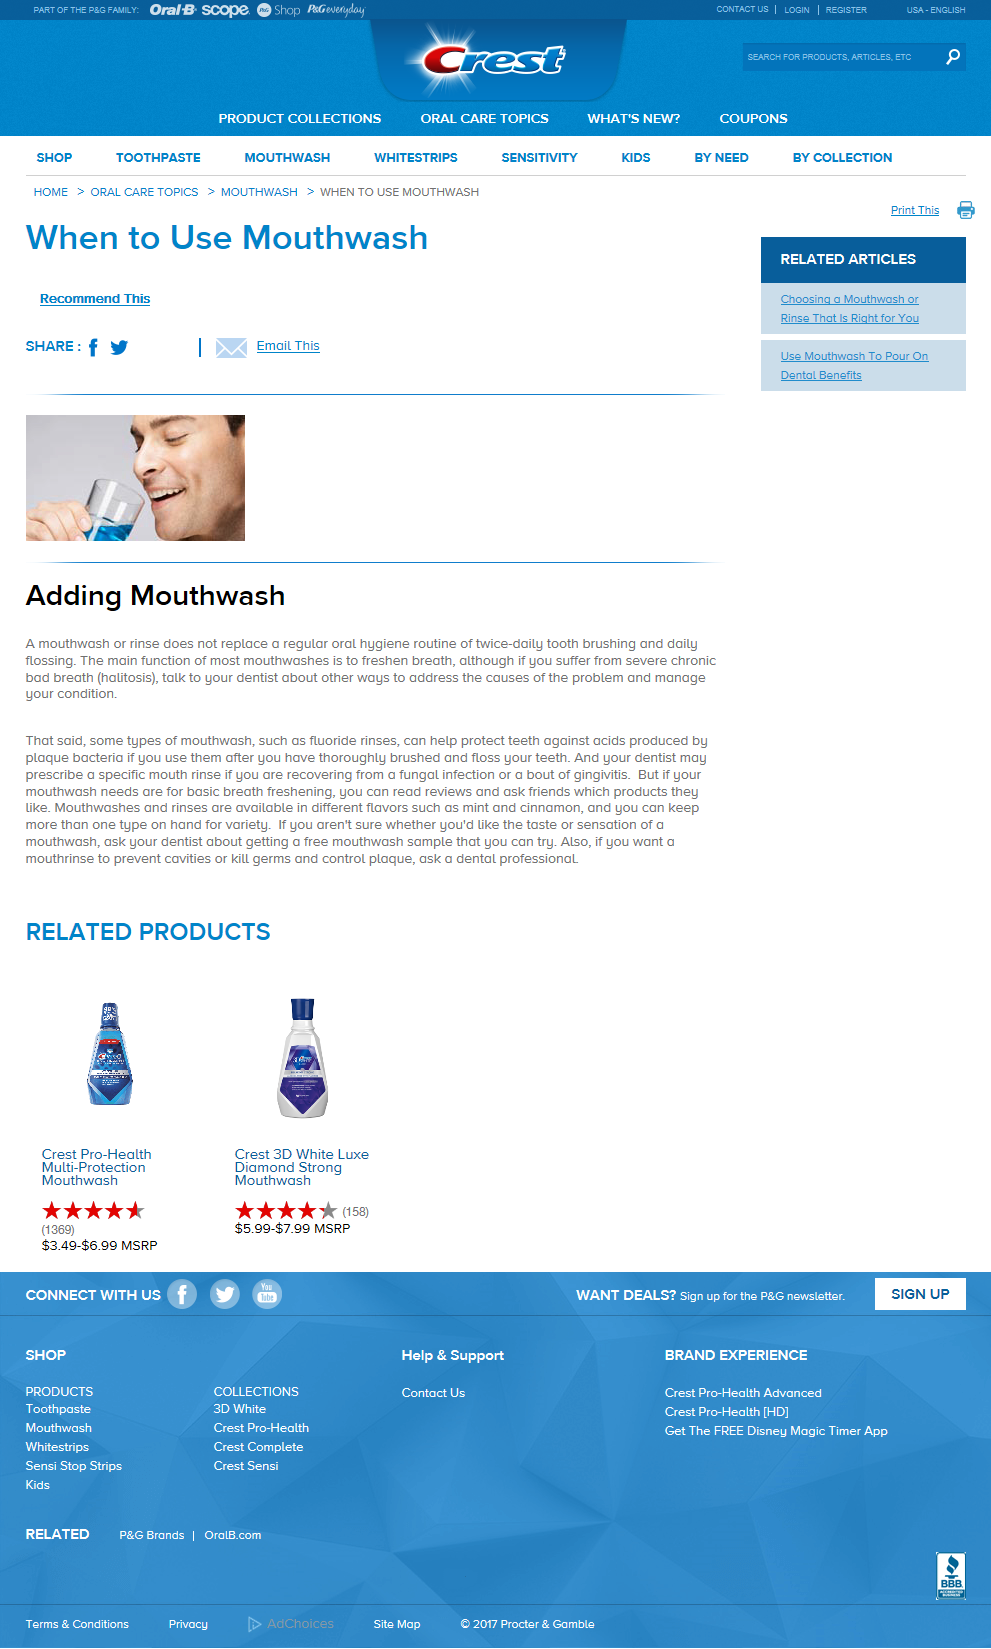 PART OF THE P&G FAMILY: Oral-B scope. P&G Shop P&G everyday
CONTACT US | LOGIN | REGISTER USA - ENGLISH
Crest
SEARCH FOR PRODUCTS, ARTICLES, ETC
PRODUCT COLLECTIONS ORAL CARE TOPICS WHAT'S NEW? COUPONS
SHOP TOOTHPASTE MOUTHWASH WHITESTRIPS SENSITIVITY KIDS BY NEED BY COLLECTION
HOME > ORAL CARE TOPICS > MOUTHWASH > WHEN TO USE MOUTHWASH
Print This
When to Use Mouthwash
Recommend This
SHARE :
Email This
RELATED ARTICLES
Choosing a Mouthwash or
Rinse That Is Right for You
Use Mouthwash To Pour On
Dental Benefits
Adding Mouthwash
A mouthwash or rinse does not replace a regular oral hygiene routine of twice-daily tooth brushing and daily
flossing. The main function of most mouthwashes is to freshen breath, although if you suffer from severe chronic
bad breath (halitosis), talk to your dentist about other ways to address the causes of the problem and manage
your condition.
That said, some types of mouthwash, such as fluoride rinses, can help protect teeth against acids produced by
plaque bacteria if you use them after you have thoroughly brushed and floss your teeth. And your dentist may
prescribe a specific mouth rinse if you are recovering from a fungal infection or a bout of gingivitis. But if your
mouthwash needs are for basic breath freshening, you can read reviews and ask friends which products they
like. Mouthwashes and rinses are available in different flavors such as mint and cinnamon, and you can keep
more than one type on hand for variety. If you aren't sure whether you'd like the taste or sensation of a
mouthwash, ask your dentist about getting a free mouthwash sample that you can try. Also, if you want a
mouthrinse to prevent cavities or kill germs and control plaque, ask a dental professional.
RELATED PRODUCTS
Crest Pro-Health
Multi-Protection
Mouthwash
(1369)
$3.49-$6.99 MSRP
Crest 3D White Luxe
Diamond Strong
Mouthwash
(158)
$5.99-$7.99 MSRP
CONNECT WITH US
You
Tube
WANT DEALS? Sign up for the P&G newsletter.
SIGN UP
SHOP
PRODUCTS
Toothpaste
Mouthwash
Whitestrips
Sensi Stop Strips
Kids
COLLECTIONS
3D White
Crest Pro-Health
Crest Complete
Crest Sensi
Help & Support
Contact Us
BRAND EXPERIENCE
Crest Pro-Health Advanced
Crest Pro-Health [HD]
Get The FREE Disney Magic Timer App
RELATED P&G Brands | OralB.com
BBB
ACCREDITED
BUSINESS
Terms & Conditions Privacy AdChoices Site Map © 2017 Procter & Gamble